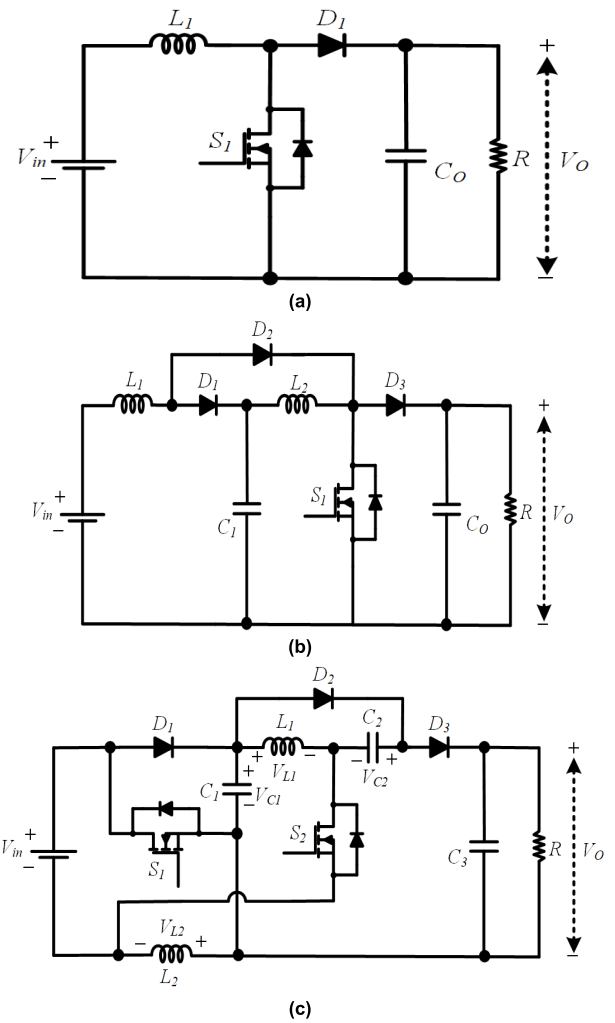 L1 D1
+
S1
Vin + −
CO R VO
−
(a)
D2
L1 D1 L2 D3
+
+
S1
Vin
−
C1 CO R VO
−
(b)
D2
D1 L1 C2 D3
+ − − +
VL1 VC2
+
C1 + VC1 −
S2
Vin + −
S1
C3 R VO
VL2
− +
L2
−
(c)